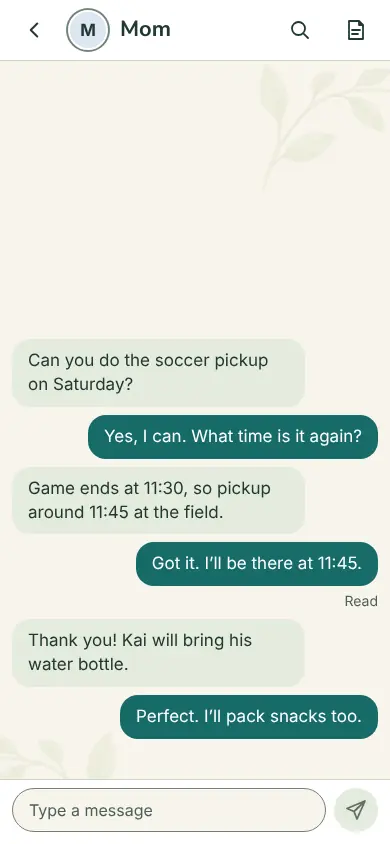 M Mom
Can you do the soccer pickup
on Saturday?
Yes, I can. What time is it again?
Game ends at 11:30, so pickup
around 11:45 at the field.
Got it. I’ll be there at 11:45.
Read
Thank you! Kai will bring his
water bottle.
Perfect. I’ll pack snacks too.
Type a message